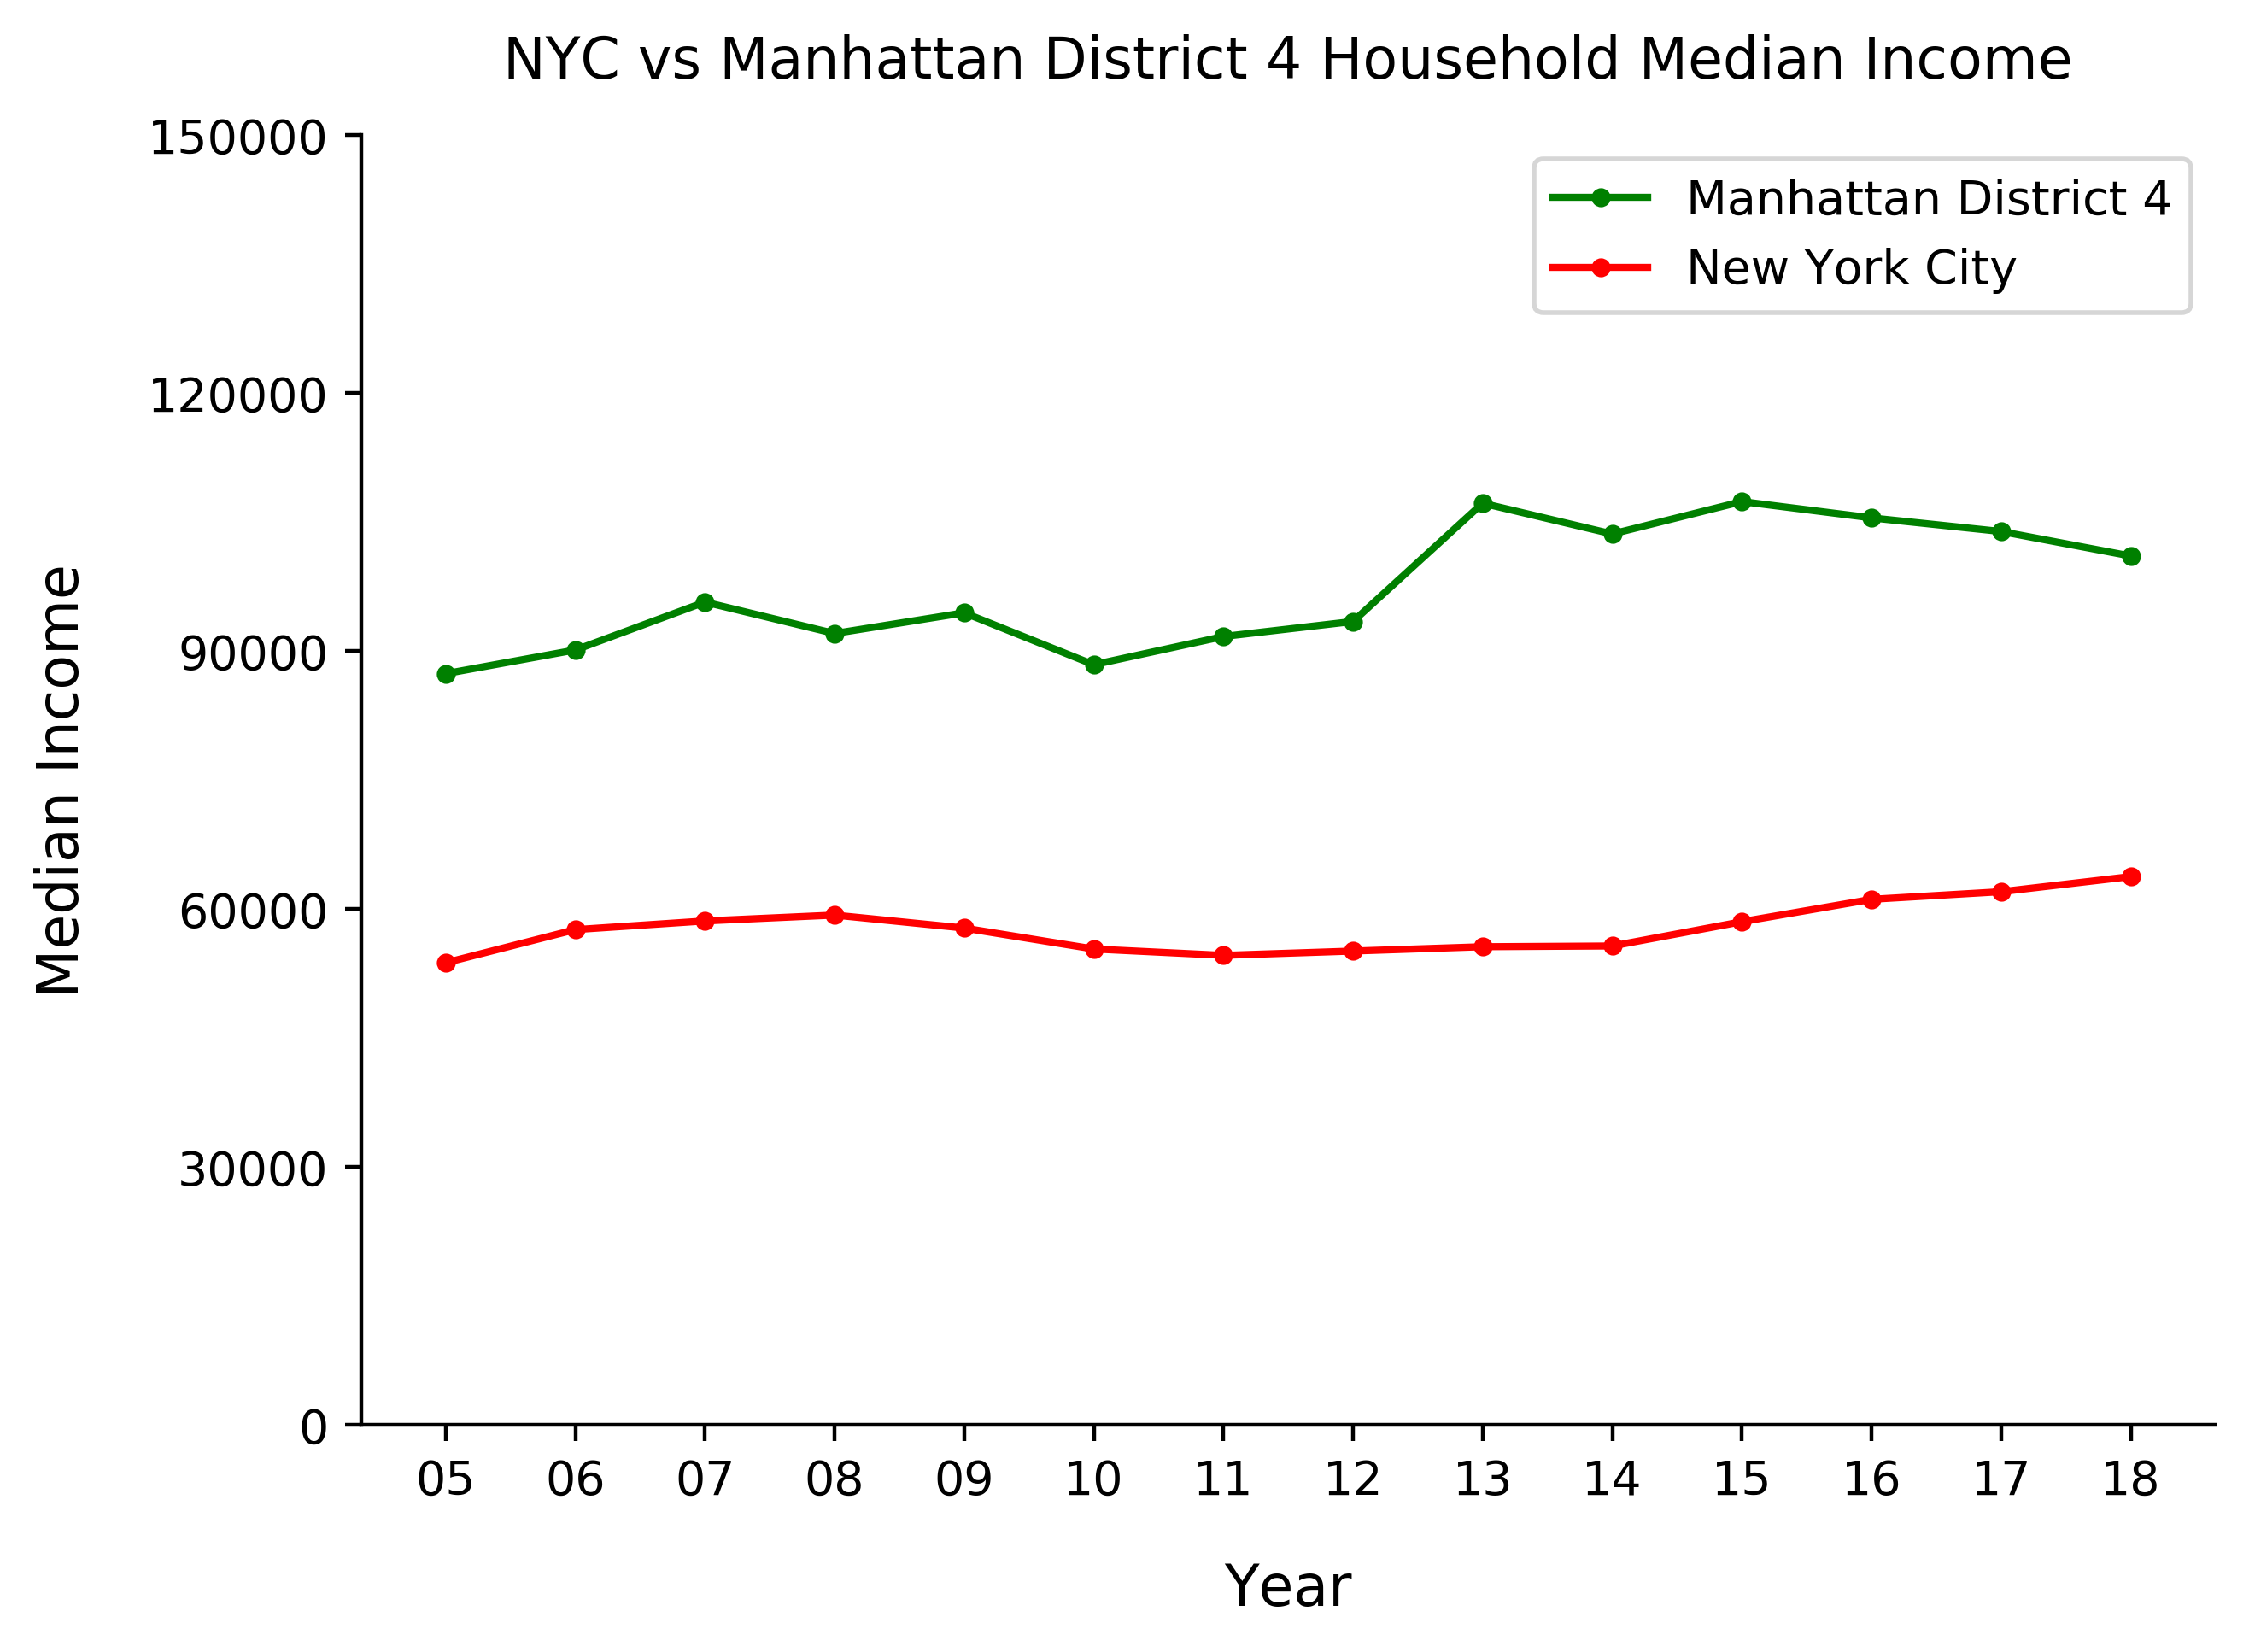 NYC vs Manhattan District 4 Household Median Income
150000
120000
90000
60000
30000
0
Median Income
Manhattan District 4
New York City
05 06 07 08 09 10 11 12 13 14 15 16 17 18
Year